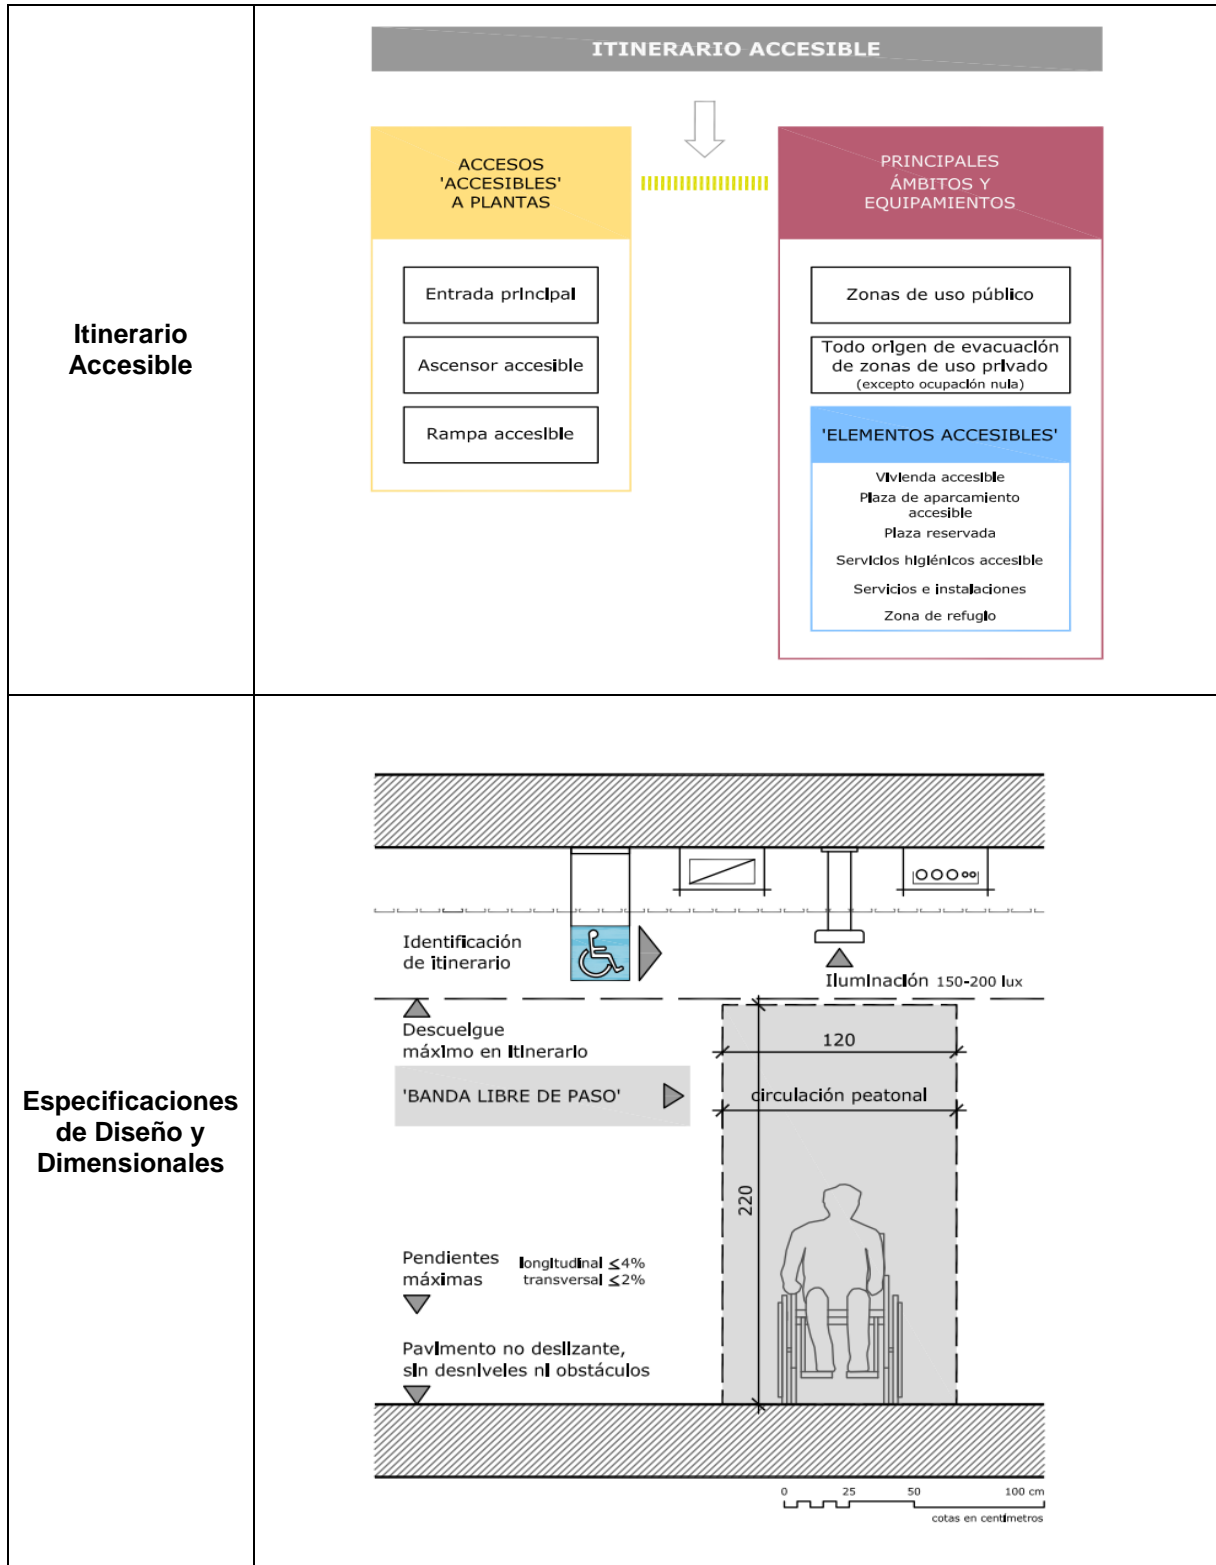 Itinerario
Accesible
ITINERARIO ACCESIBLE
ACCESOS
'ACCESIBLES'
A PLANTAS
Entrada principal
Ascensor accesible
Rampa accesible
PRINCIPALES
ÁMBITOS Y
EQUIPAMIENTOS
Zonas de uso público
Todo origen de evacuación
de zonas de uso privado
(excepto ocupación nula)
'ELEMENTOS ACCESIBLES'
Vivienda accesible
Plaza de aparcamiento
accesible
Plaza reservada
Servicios higiénicos accesible
Servicios e instalaciones
Zona de refugio
Especificaciones
de Diseño y
Dimensionales
Identificación
de itinerario
Iluminación 150-200 lux
Descuelgue
máximo en itinerario
'BANDA LIBRE DE PASO'
120
circulación peatonal
220
Pendientes
máximas
longitudinal ≤4%
transversal ≤2%
Pavimento no deslizante,
sin desniveles ni obstáculos
0 25 50 100 cm
cotas en centímetros